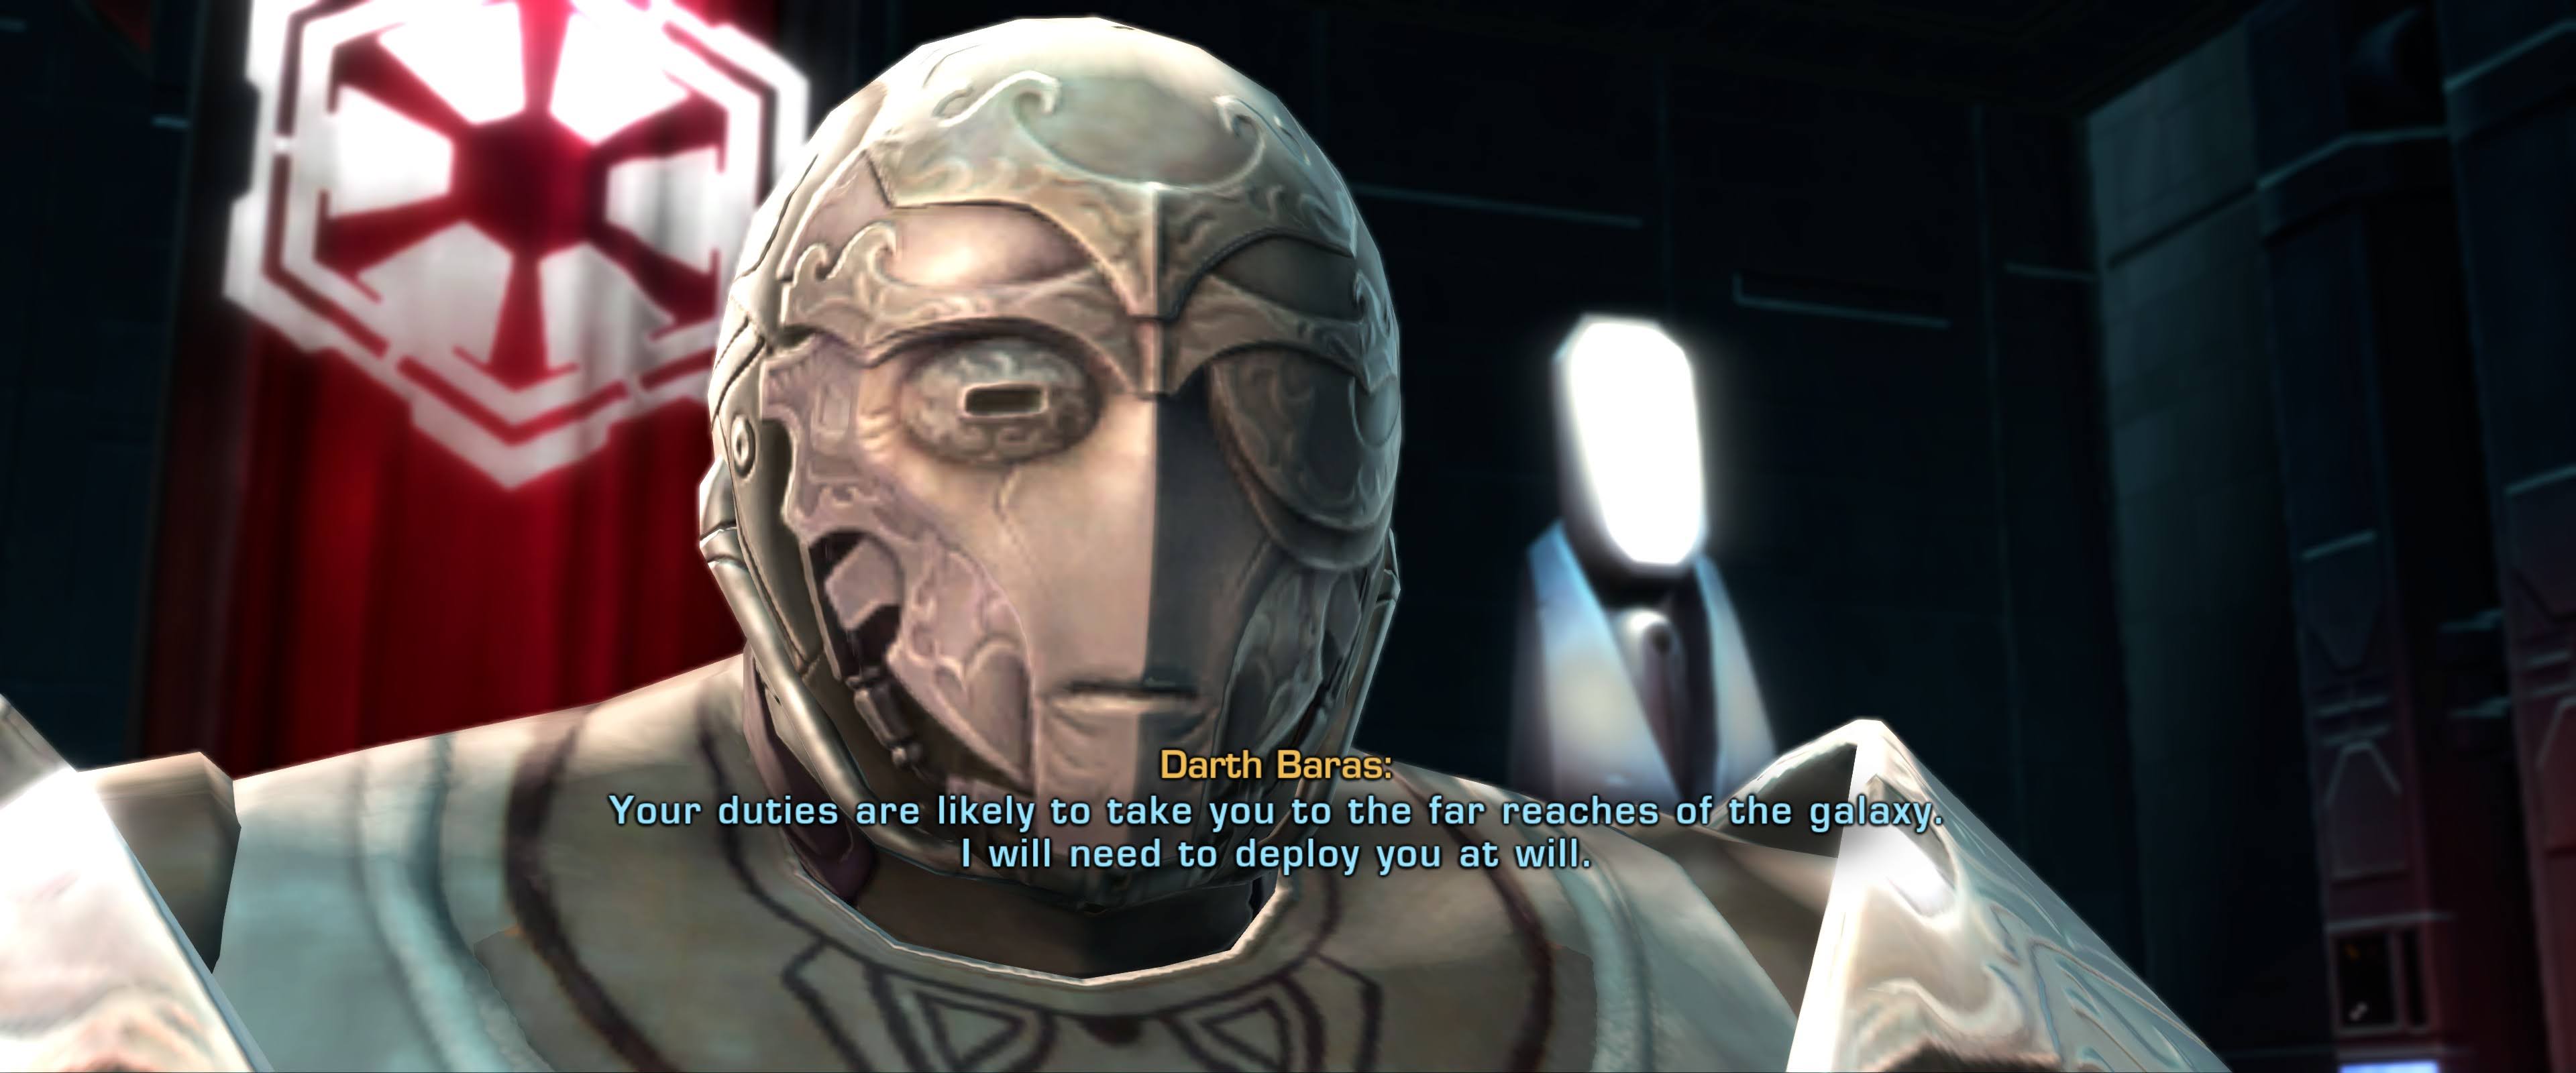 Darth Baras:
Your duties are likely to take you to the far reaches of the galaxy.
I will need to deploy you at will.